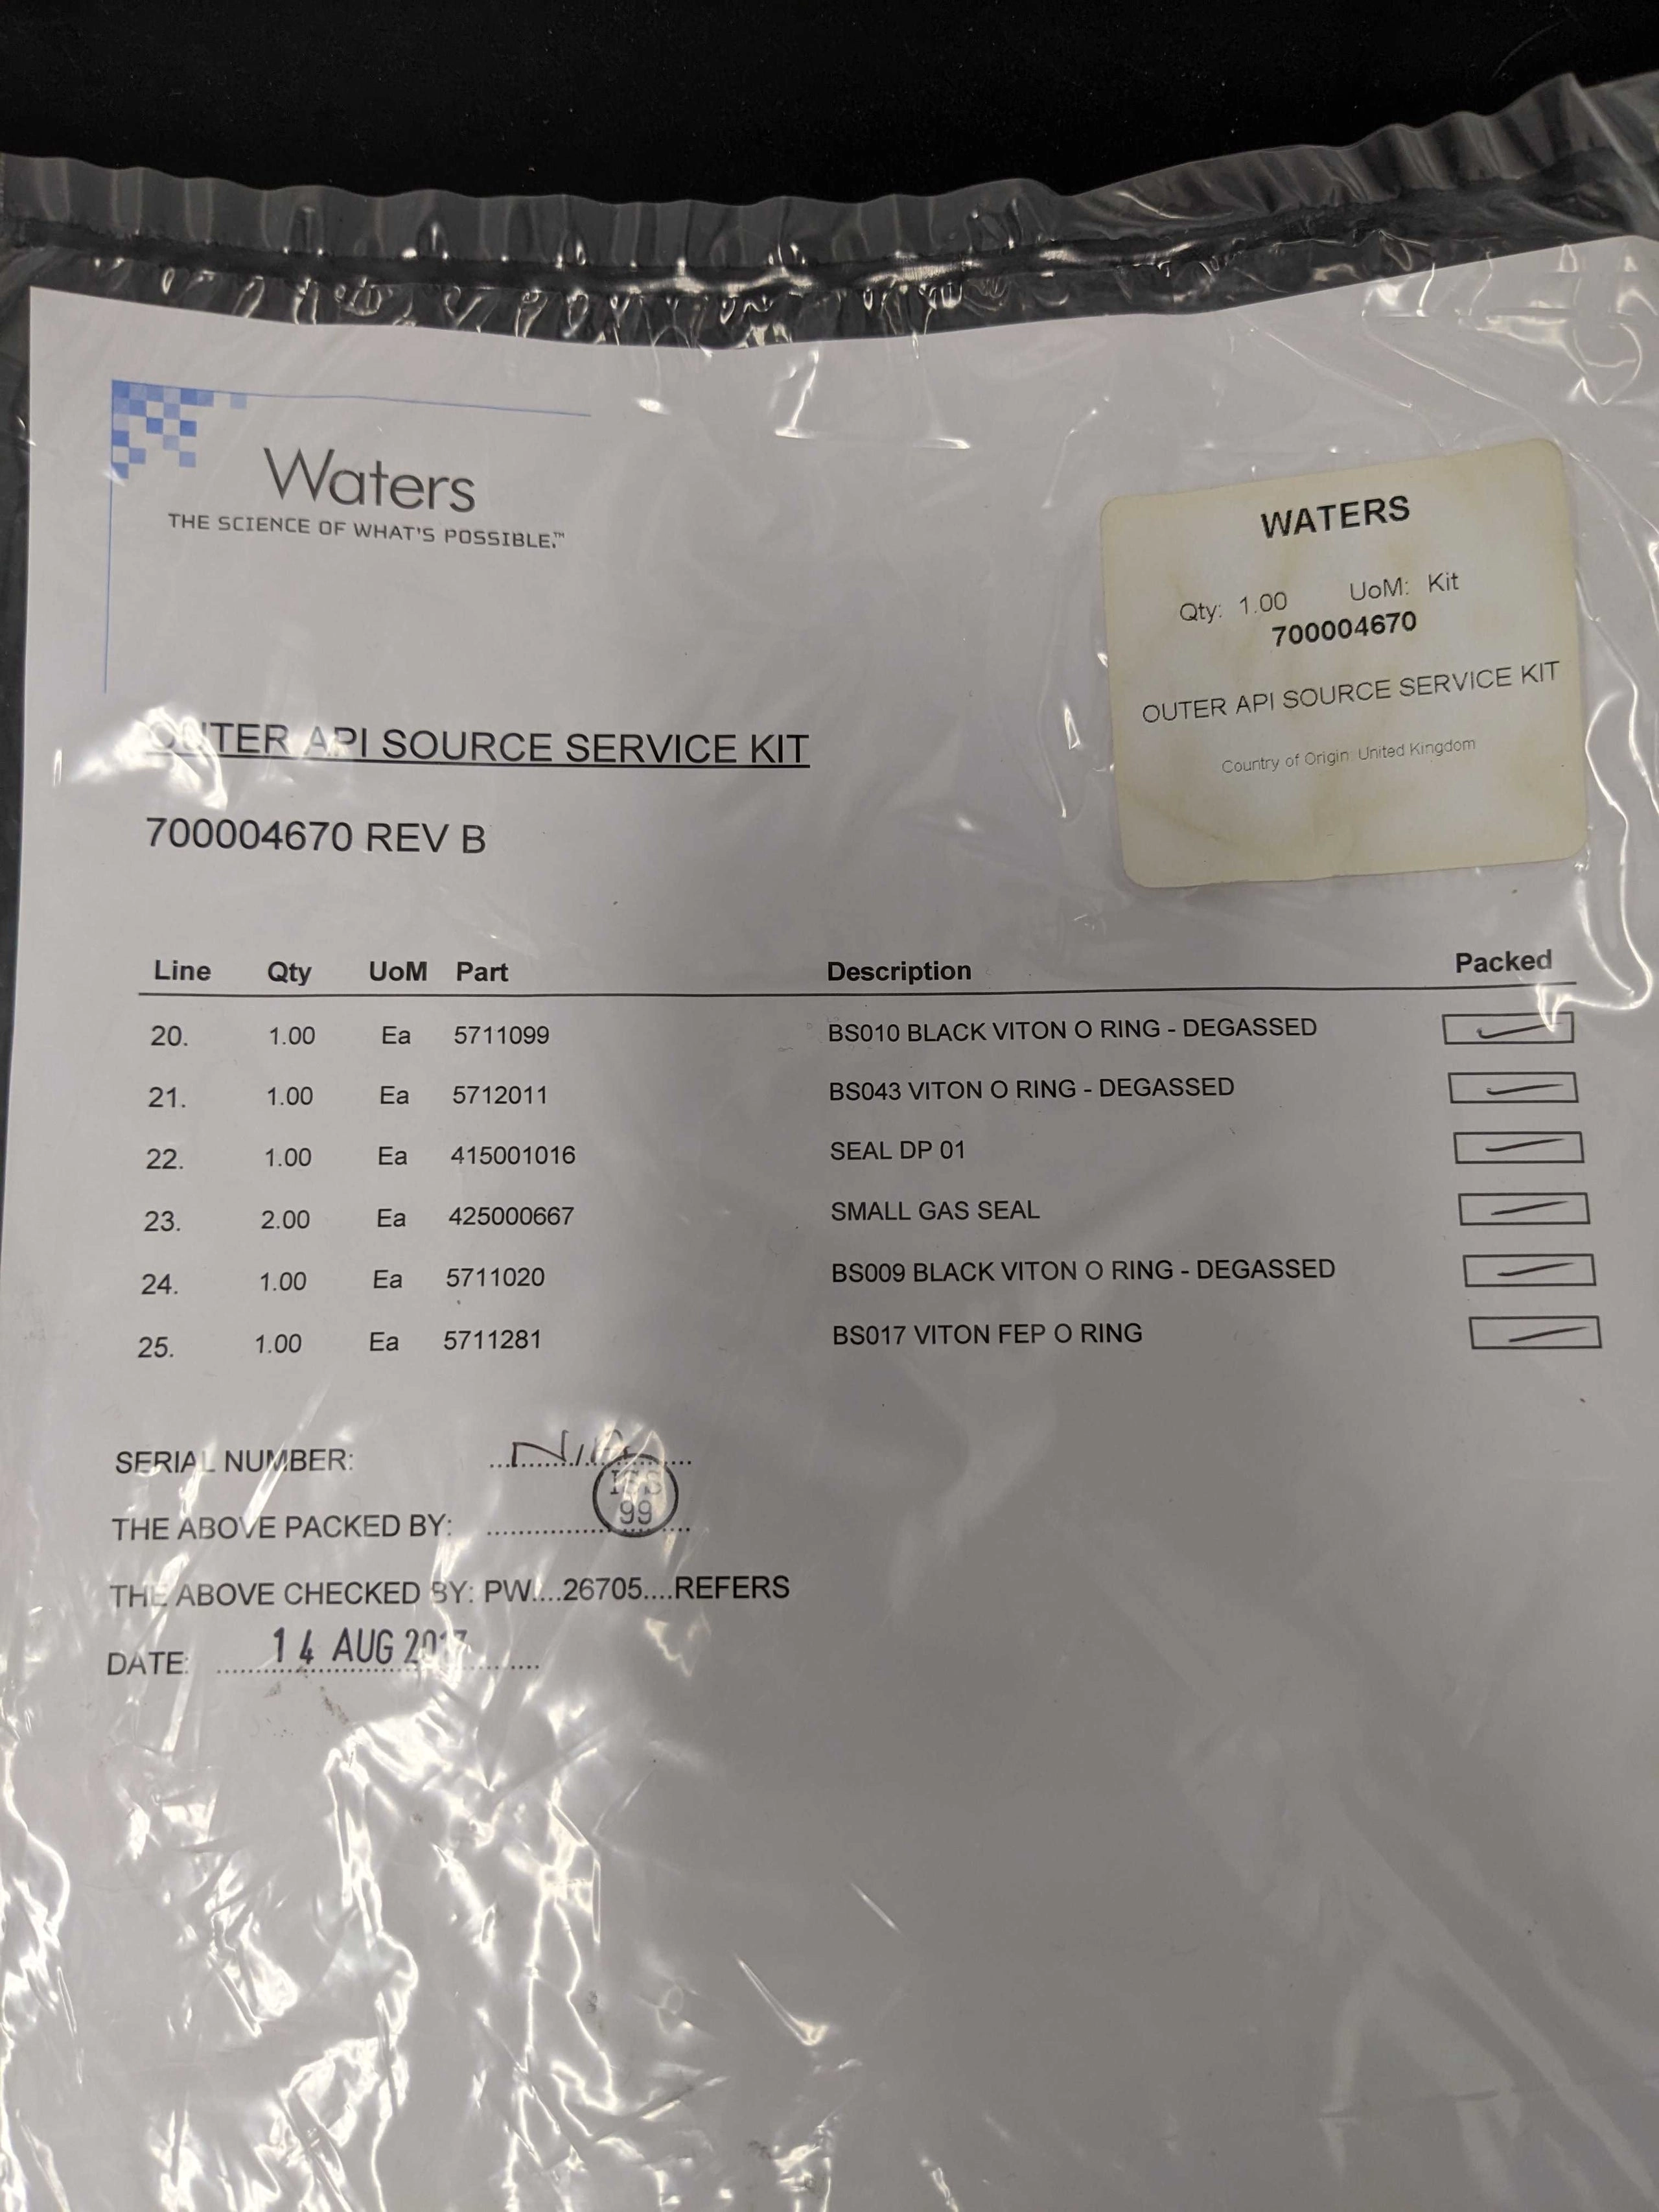 Waters
THE SCIENCE OF WHAT'S POSSIBLE.™
WATERS
Qty: 1.00 UoM: Kit
700004670
OUTER API SOURCE SERVICE KIT
Country of Origin: United Kingdom
OUTER API SOURCE SERVICE KIT
700004670 REV B
Line Qty UoM Part Description Packed
20. 1.00 Ea 5711099 BS010 BLACK VITON O RING - DEGASSED
21. 1.00 Ea 5712011 BS043 VITON O RING - DEGASSED
22. 1.00 Ea 415001016 SEAL DP 01
23. 2.00 Ea 425000667 SMALL GAS SEAL
24. 1.00 Ea 5711020 BS009 BLACK VITON O RING - DEGASSED
25. 1.00 Ea 5711281 BS017 VITON FEP O RING
SERIAL NUMBER: ....................
THE ABOVE PACKED BY: .................... 99
THE ABOVE CHECKED BY: PW....26705....REFERS
DATE: 14 AUG 2017